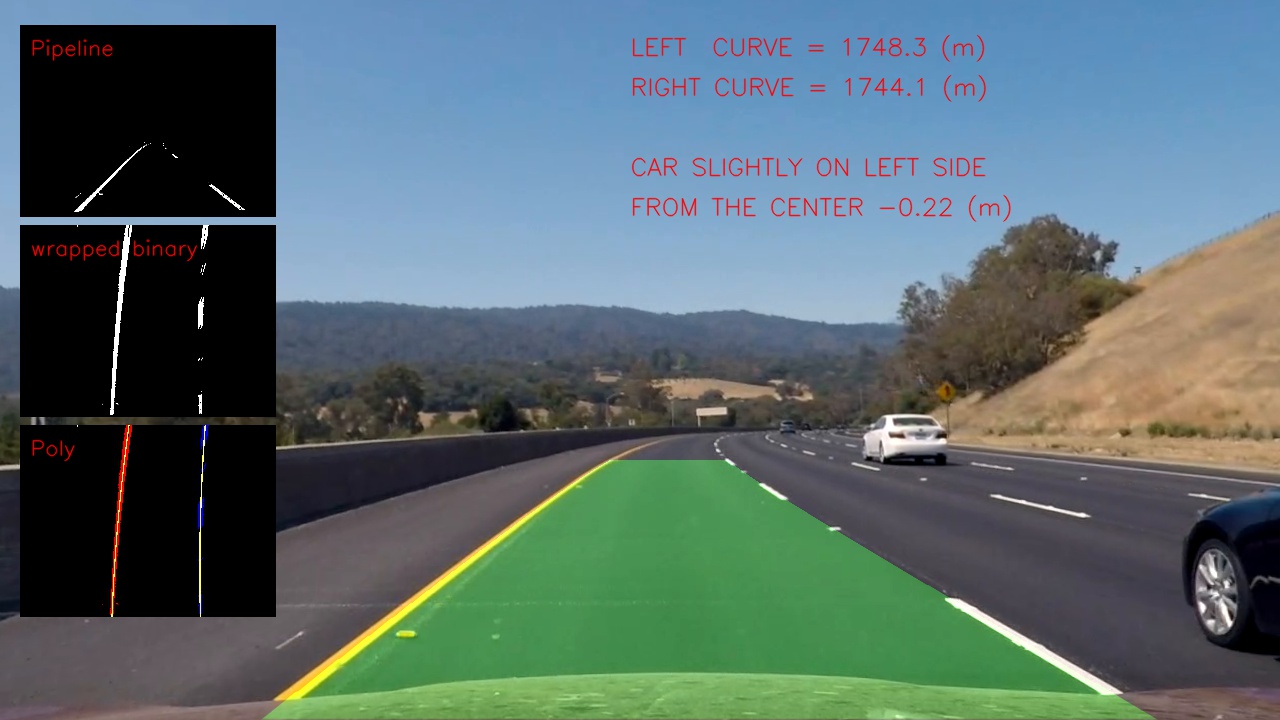 Pipeline
wrapped binary
Poly
LEFT CURVE = 1748.3 (m)
RIGHT CURVE = 1744.1 (m)
CAR SLIGHTLY ON LEFT SIDE
FROM THE CENTER -0.22 (m)